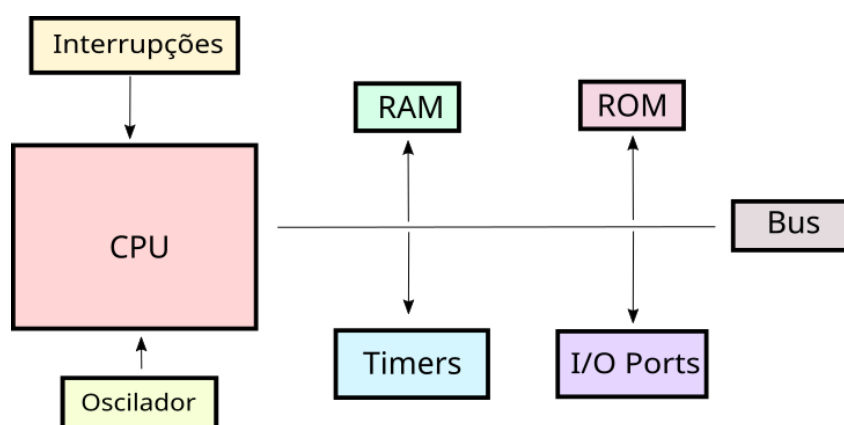 Interrupções
RAM
ROM
CPU
Bus
Timers
I/O Ports
Oscilador